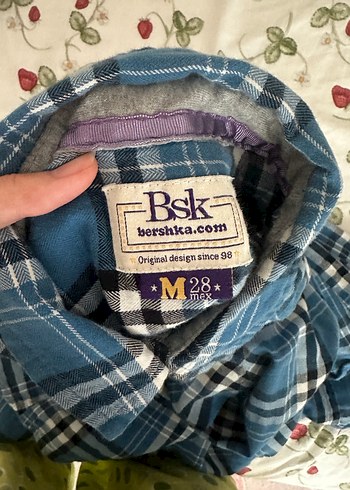 Bsk
bershka.com
Original design since 98
★ M 28 ★
mex